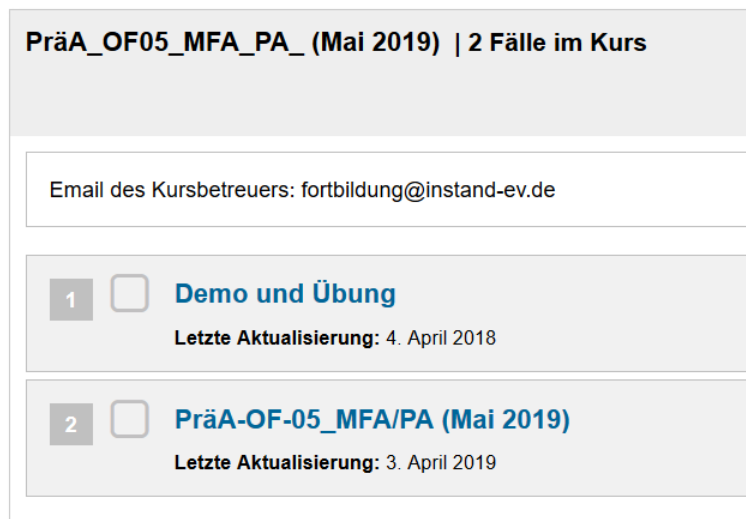 PräA_OF05_MFA_PA_ (Mai 2019) | 2 Fälle im Kurs
Email des Kursbetreuers: fortbildung@instand-ev.de
1 Demo und Übung
Letzte Aktualisierung: 4. April 2018
2 PräA-OF-05_MFA/PA (Mai 2019)
Letzte Aktualisierung: 3. April 2019